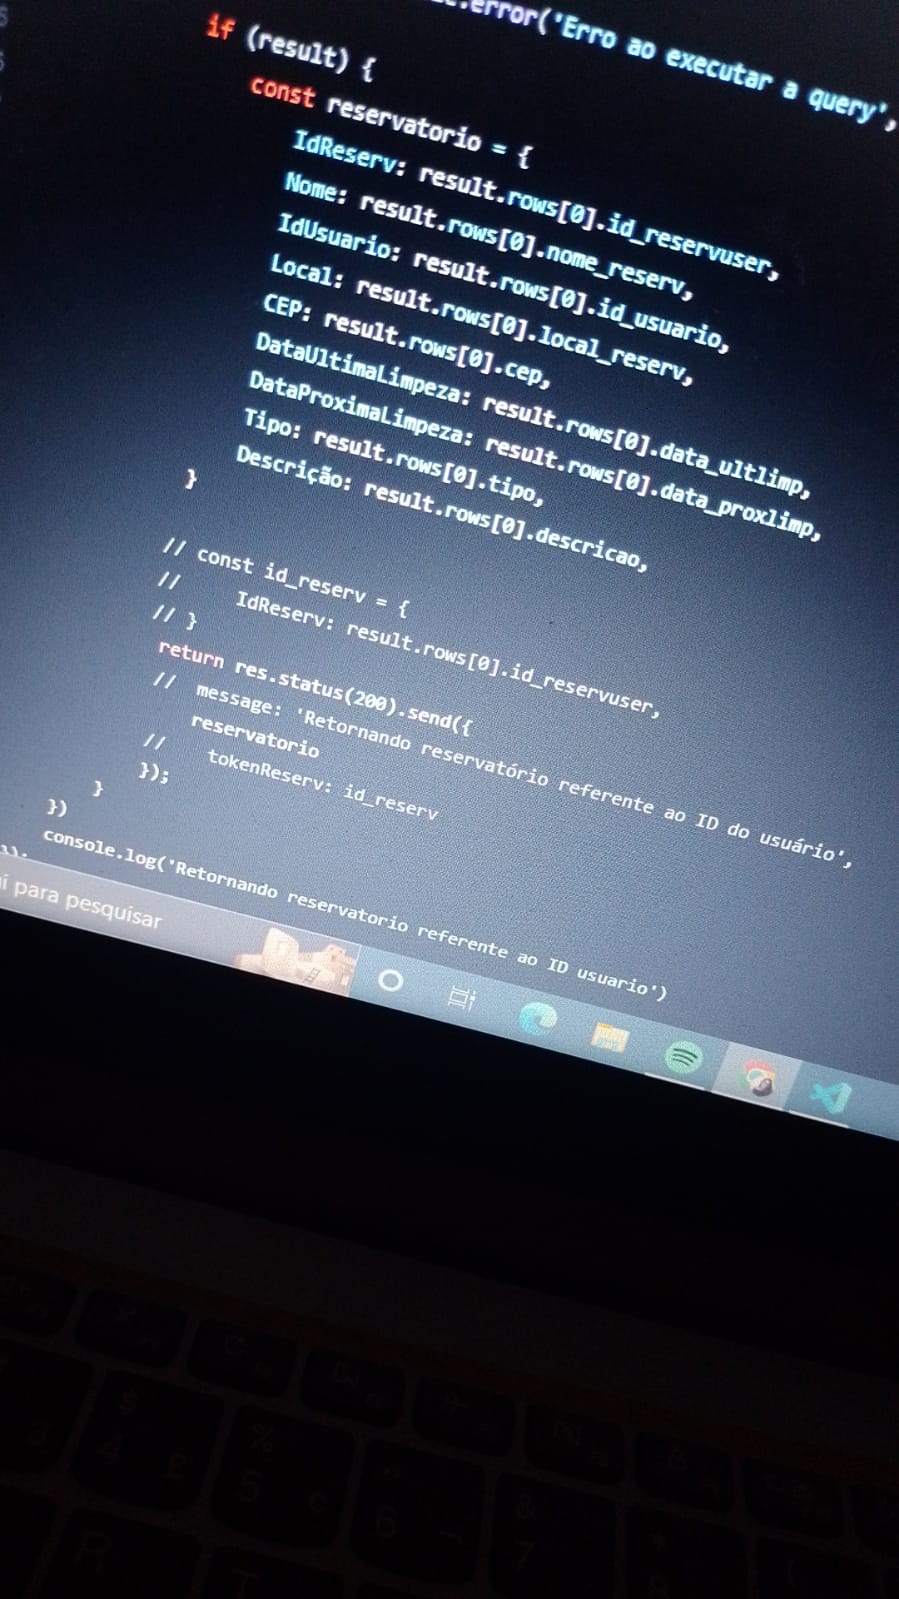 .error('Erro ao executar a query',
if (result) {
const reservatorio = {
IdReserv: result.rows[0].id_reservuser,
Nome: result.rows[0].nome_reserv,
IdUsuario: result.rows[0].id_usuario,
Local: result.rows[0].local_reserv,
CEP: result.rows[0].cep,
DataUltimaLimpeza: result.rows[0].data_ultlimp,
DataProximaLimpeza: result.rows[0].data_proxlimp,
Tipo: result.rows[0].tipo,
Descrição: result.rows[0].descricao,
}
// const id_reserv = {
// IdReserv: result.rows[0].id_reservuser,
// }
return res.status(200).send({
// message: 'Retornando reservatório referente ao ID do usuário',
reservatorio
// tokenReserv: id_reserv
});
}
})
console.log('Retornando reservatorio referente ao ID usuario')
});
para pesquisar